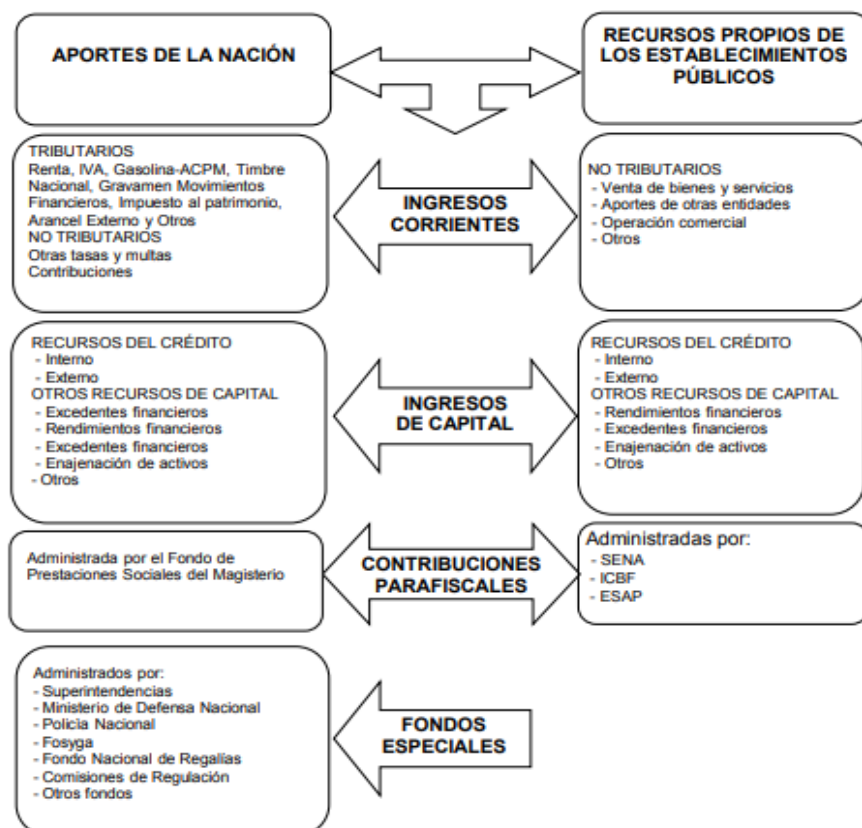 APORTES DE LA NACIÓN
RECURSOS PROPIOS DE
LOS ESTABLECIMIENTOS
PÚBLICOS
TRIBUTARIOS
Renta, IVA, Gasolina-ACPM, Timbre
Nacional, Gravamen Movimientos
Financieros, Impuesto al patrimonio,
Arancel Externo y Otros
NO TRIBUTARIOS
Otras tasas y multas
Contribuciones
INGRESOS
CORRIENTES
NO TRIBUTARIOS
- Venta de bienes y servicios
- Aportes de otras entidades
- Operación comercial
- Otros
RECURSOS DEL CRÉDITO
- Interno
- Externo
OTROS RECURSOS DE CAPITAL
- Excedentes financieros
- Rendimientos financieros
- Excedentes financieros
- Enajenación de activos
- Otros
INGRESOS
DE CAPITAL
RECURSOS DEL CRÉDITO
- Interno
- Externo
OTROS RECURSOS DE CAPITAL
- Rendimientos financieros
- Excedentes financieros
- Enajenación de activos
- Otros
Administrada por el Fondo de
Prestaciones Sociales del Magisterio
CONTRIBUCIONES
PARAFISCALES
Administradas por:
- SENA
- ICBF
- ESAP
Administrados por:
- Superintendencias
- Ministerio de Defensa Nacional
- Policía Nacional
- Fosyga
- Fondo Nacional de Regalías
- Comisiones de Regulación
- Otros fondos
FONDOS
ESPECIALES